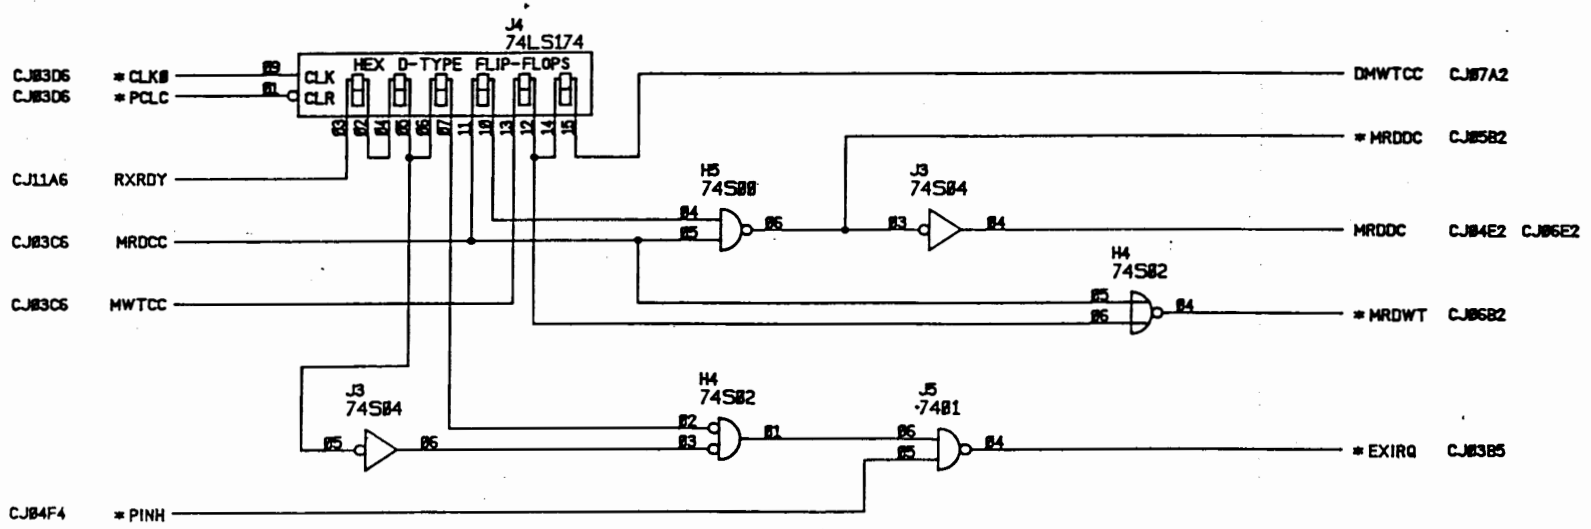 J4
74LS174
HEX D-TYPE FLIP-FLOPS
CJ03D6 *CLK0 09 CLK
CJ03D6 *PCLC 01 CLR
03 02 04 05 06 07 11 10 13 12 14 15
DMWTCC CJ07A2
*MRDDC CJ05B2
CJ11A6 RXRDY
H5
74S00
04
05
06
J3
74S04
03
04
CJ03C6 MRDCC
MRDDC CJ04E2 CJ06E2
H4
74S02
05
06
04
CJ03C6 MWTCC
*MRDWT CJ06B2
J3
74S04
05
06
H4
74S02
02
03
01
J5
7401
06
05
04
*EXIRQ CJ03B5
CJ04F4 *PINH